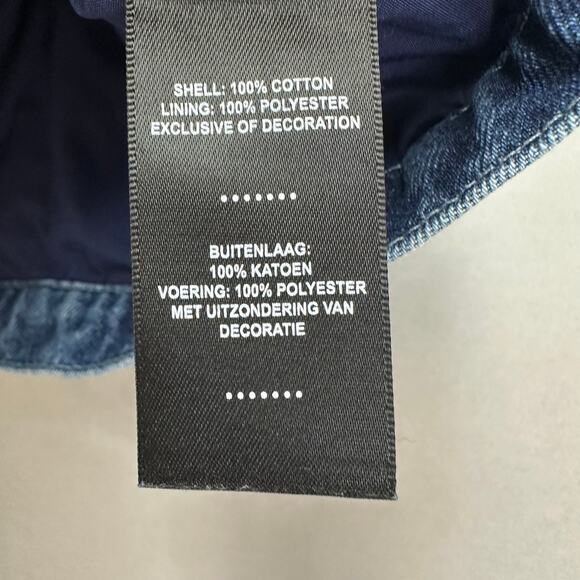 SHELL: 100% COTTON
LINING: 100% POLYESTER
EXCLUSIVE OF DECORATION
BUITENLAAG:
100% KATOEN
VOERING: 100% POLYESTER
MET UITZONDERING VAN
DECORATIE